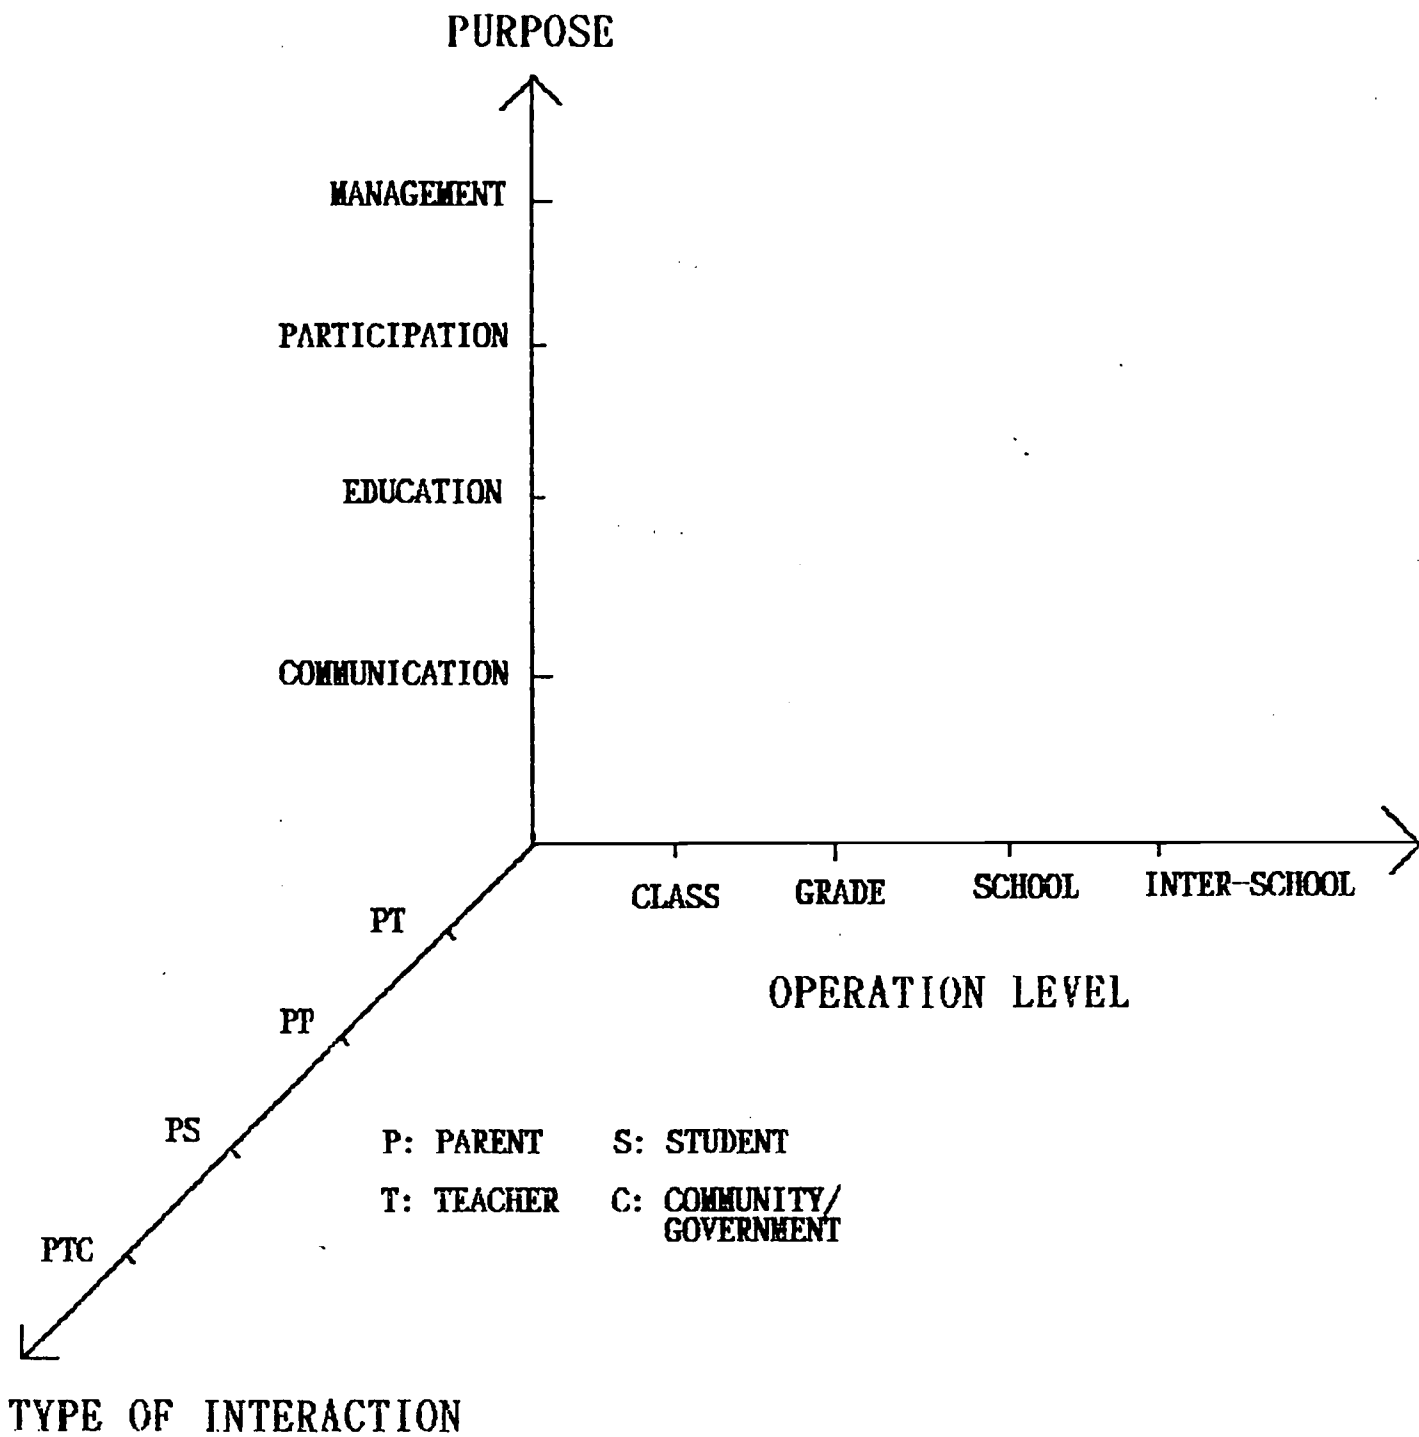 PURPOSE
MANAGEMENT
PARTICIPATION
EDUCATION
COMMUNICATION
CLASS GRADE SCHOOL INTER-SCHOOL
OPERATION LEVEL
PT
PP
PS
PTC
P: PARENT S: STUDENT
T: TEACHER C: COMMUNITY/
GOVERNMENT
TYPE OF INTERACTION